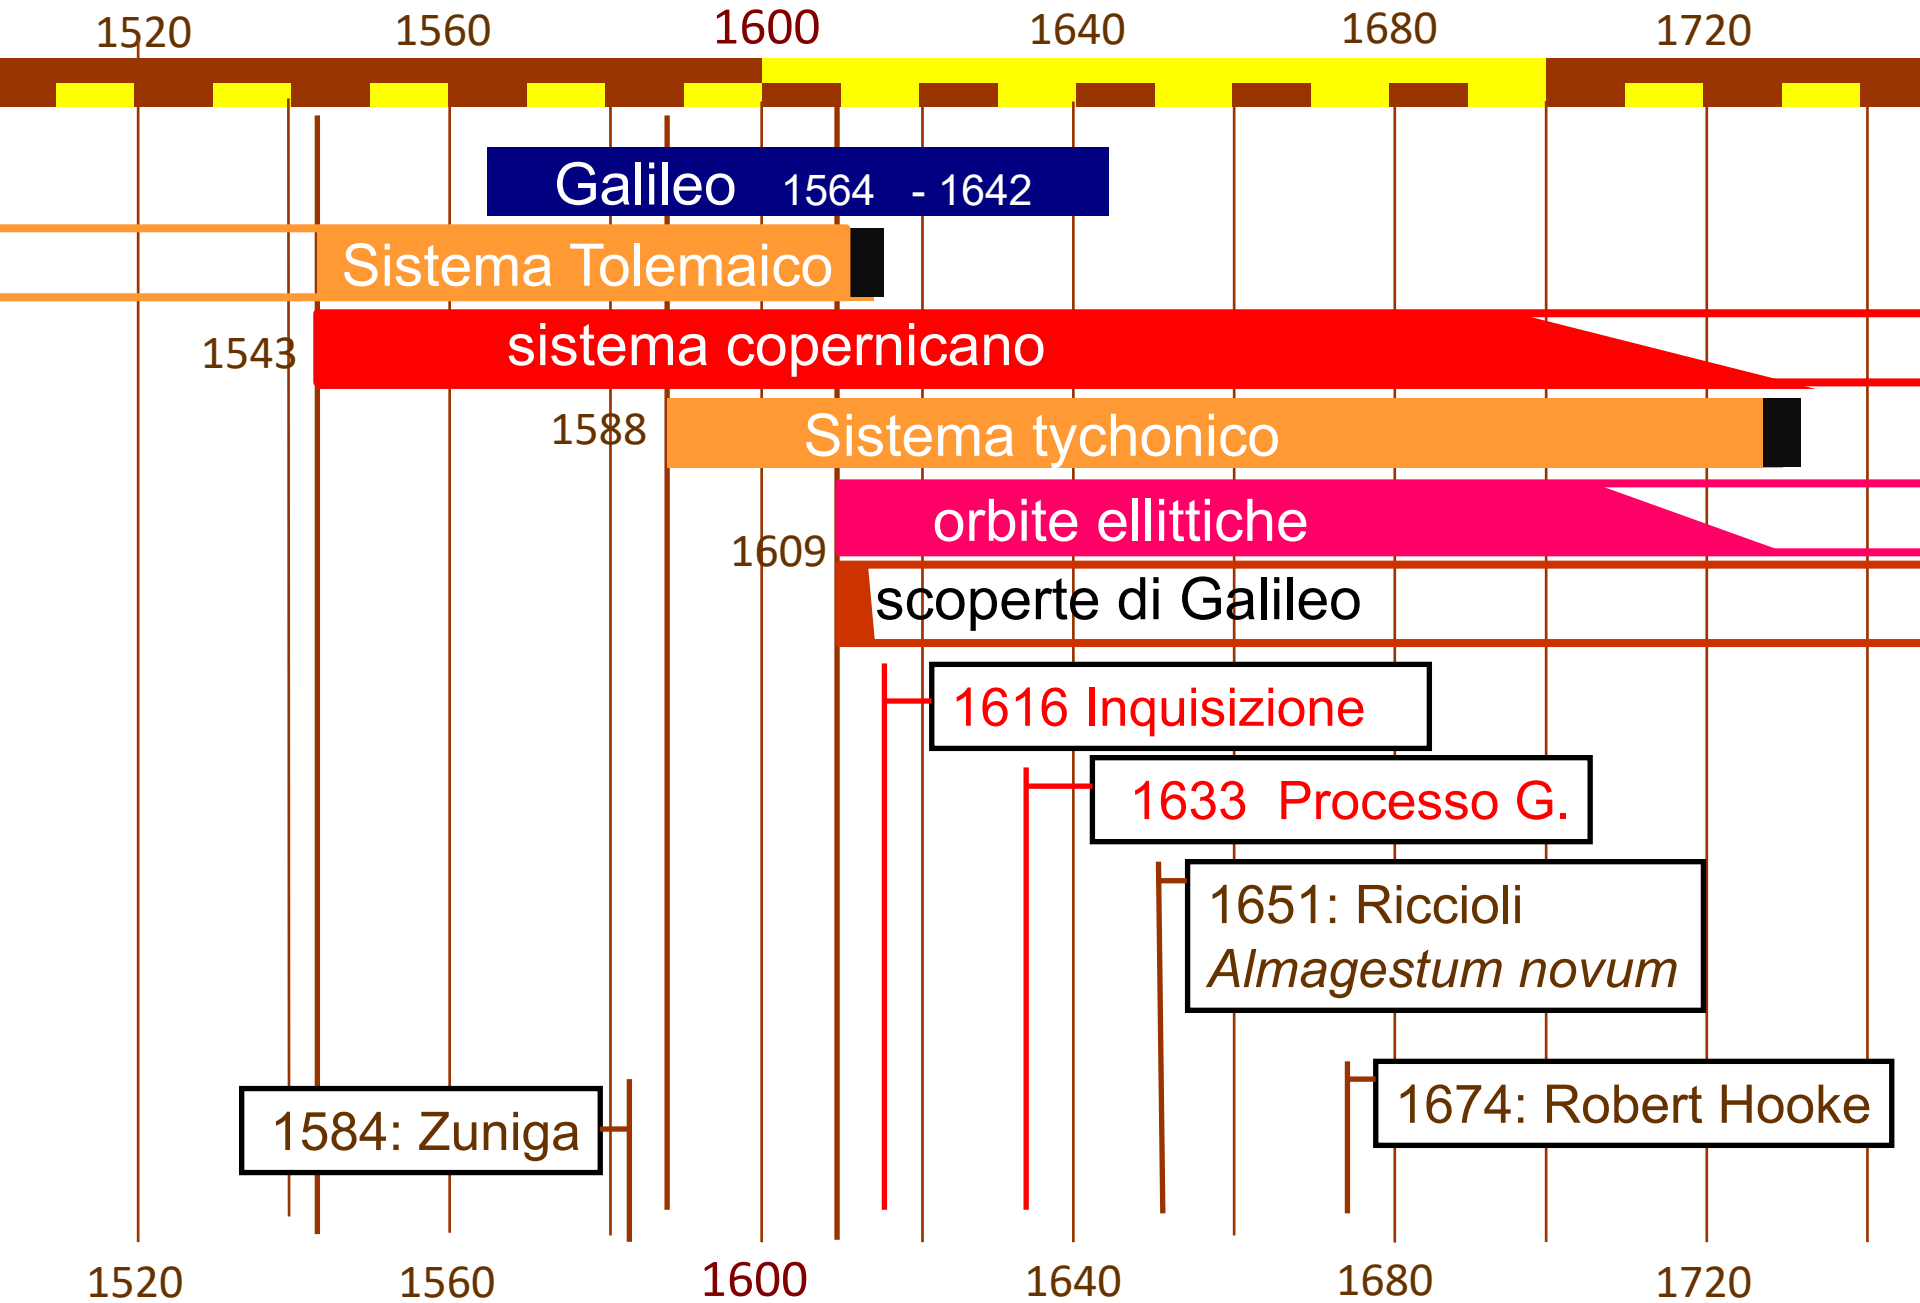 1520 1560 1600 1640 1680 1720
Galileo 1564 - 1642
Sistema Tolemaico
sistema copernicano
1543
Sistema tychonico
1588
orbite ellittiche
1609
scoperte di Galileo
1616 Inquisizione
1633 Processo G.
1651: Riccioli
Almagestum novum
1674: Robert Hooke
1584: Zuniga
1520 1560 1600 1640 1680 1720